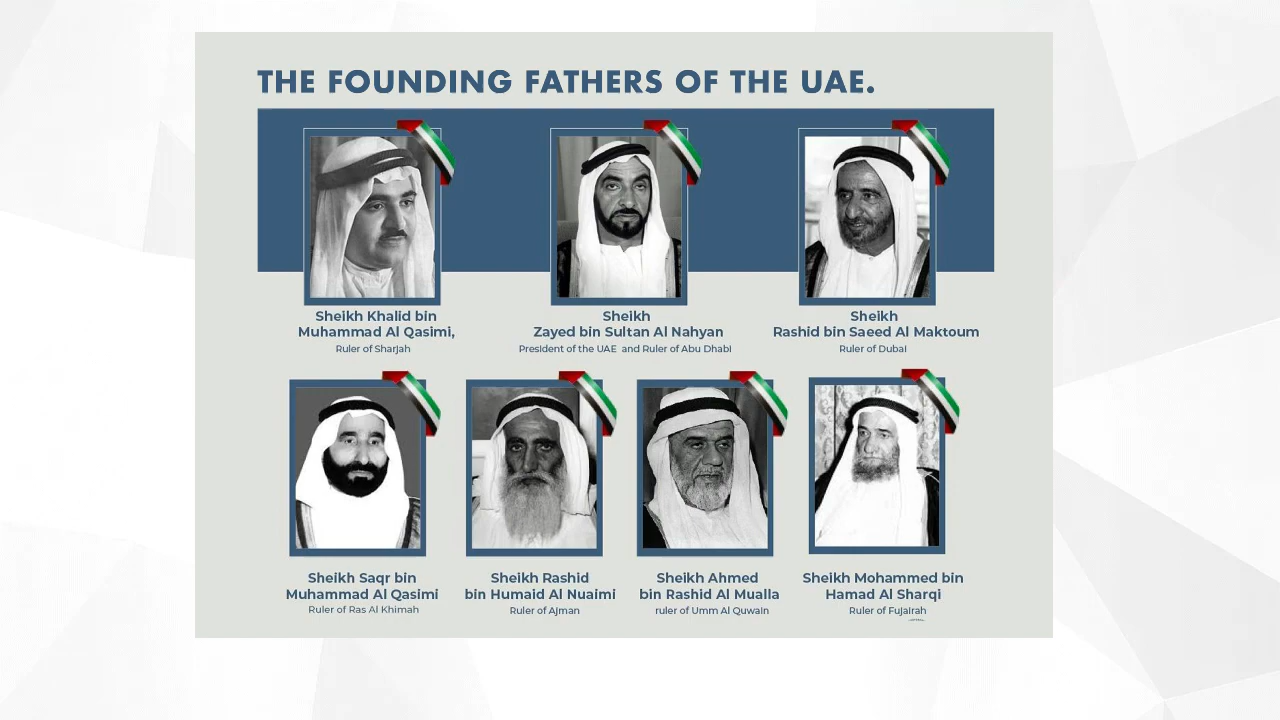 THE FOUNDING FATHERS OF THE UAE.
Sheikh Khalid bin
Muhammad Al Qasimi,
Ruler of Sharjah
Sheikh
Zayed bin Sultan Al Nahyan
President of the UAE and Ruler of Abu Dhabi
Sheikh
Rashid bin Saeed Al Maktoum
Ruler of Dubai
Sheikh Saqr bin
Muhammad Al Qasimi
Ruler of Ras Al Khimah
Sheikh Rashid
bin Humaid Al Nuaimi
Ruler of Ajman
Sheikh Ahmed
bin Rashid Al Mualla
ruler of Umm Al Quwain
Sheikh Mohammed bin
Hamad Al Sharqi
Ruler of Fujairah